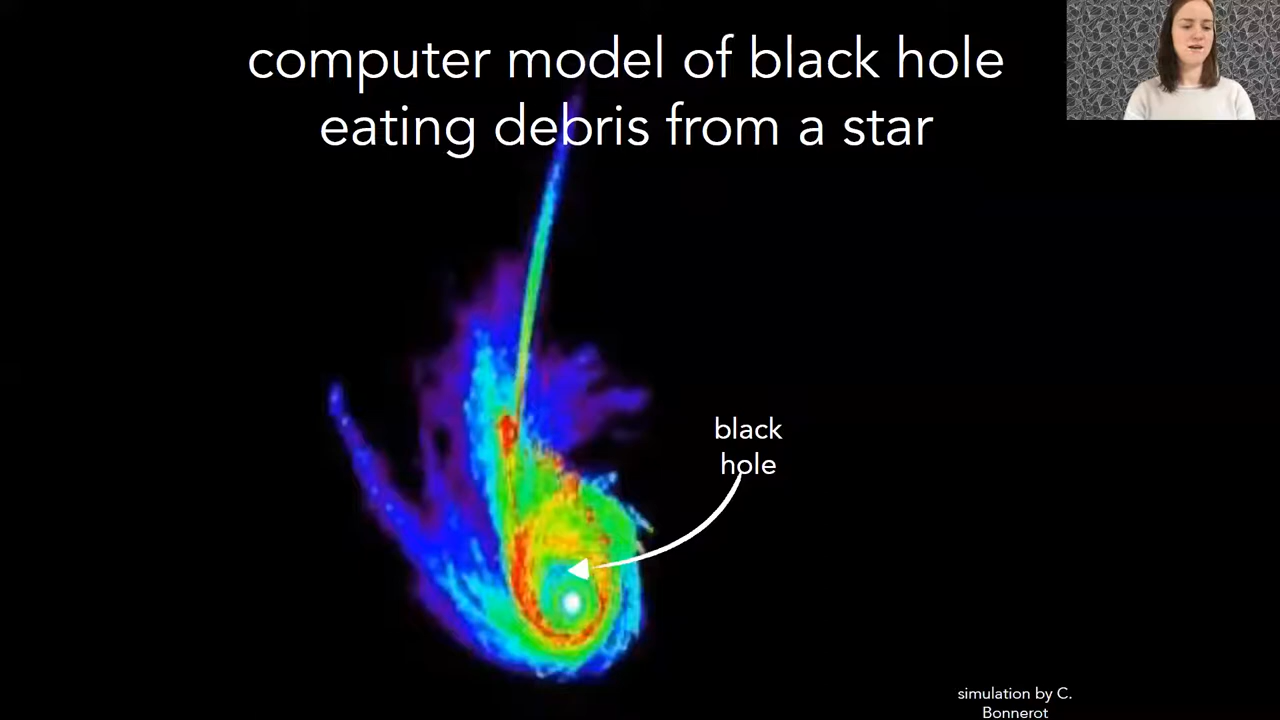 computer model of black hole
eating debris from a star
black
hole
simulation by C.
Bonnerot